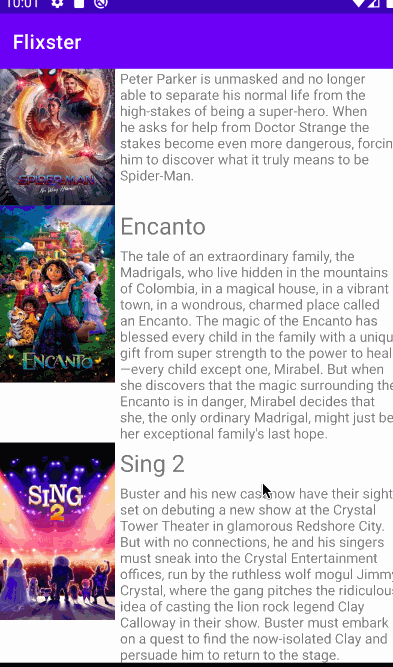 10:01
Flixster
Peter Parker is unmasked and no longer
able to separate his normal life from the
high-stakes of being a super-hero. When
he asks for help from Doctor Strange the
stakes become even more dangerous, forcin
him to discover what it truly means to be
Spider-Man.
SPIDER-MAN
No Way Home
Encanto
The tale of an extraordinary family, the
Madrigals, who live hidden in the mountains
of Colombia, in a magical house, in a vibrant
town, in a wondrous, charmed place called
an Encanto. The magic of the Encanto has
blessed every child in the family with a uniqu
gift from super strength to the power to heal
—every child except one, Mirabel. But when
she discovers that the magic surrounding the
Encanto is in danger, Mirabel decides that
she, the only ordinary Madrigal, might just be
her exceptional family's last hope.
ENCANTO
Sing 2
Buster and his new cast now have their sight
set on debuting a new show at the Crystal
Tower Theater in glamorous Redshore City.
But with no connections, he and his singers
must sneak into the Crystal Entertainment
offices, run by the ruthless wolf mogul Jimmy
Crystal, where the gang pitches the ridiculou
idea of casting the lion rock legend Clay
Calloway in their show. Buster must embark
on a quest to find the now-isolated Clay and
persuade him to return to the stage.
SING
2